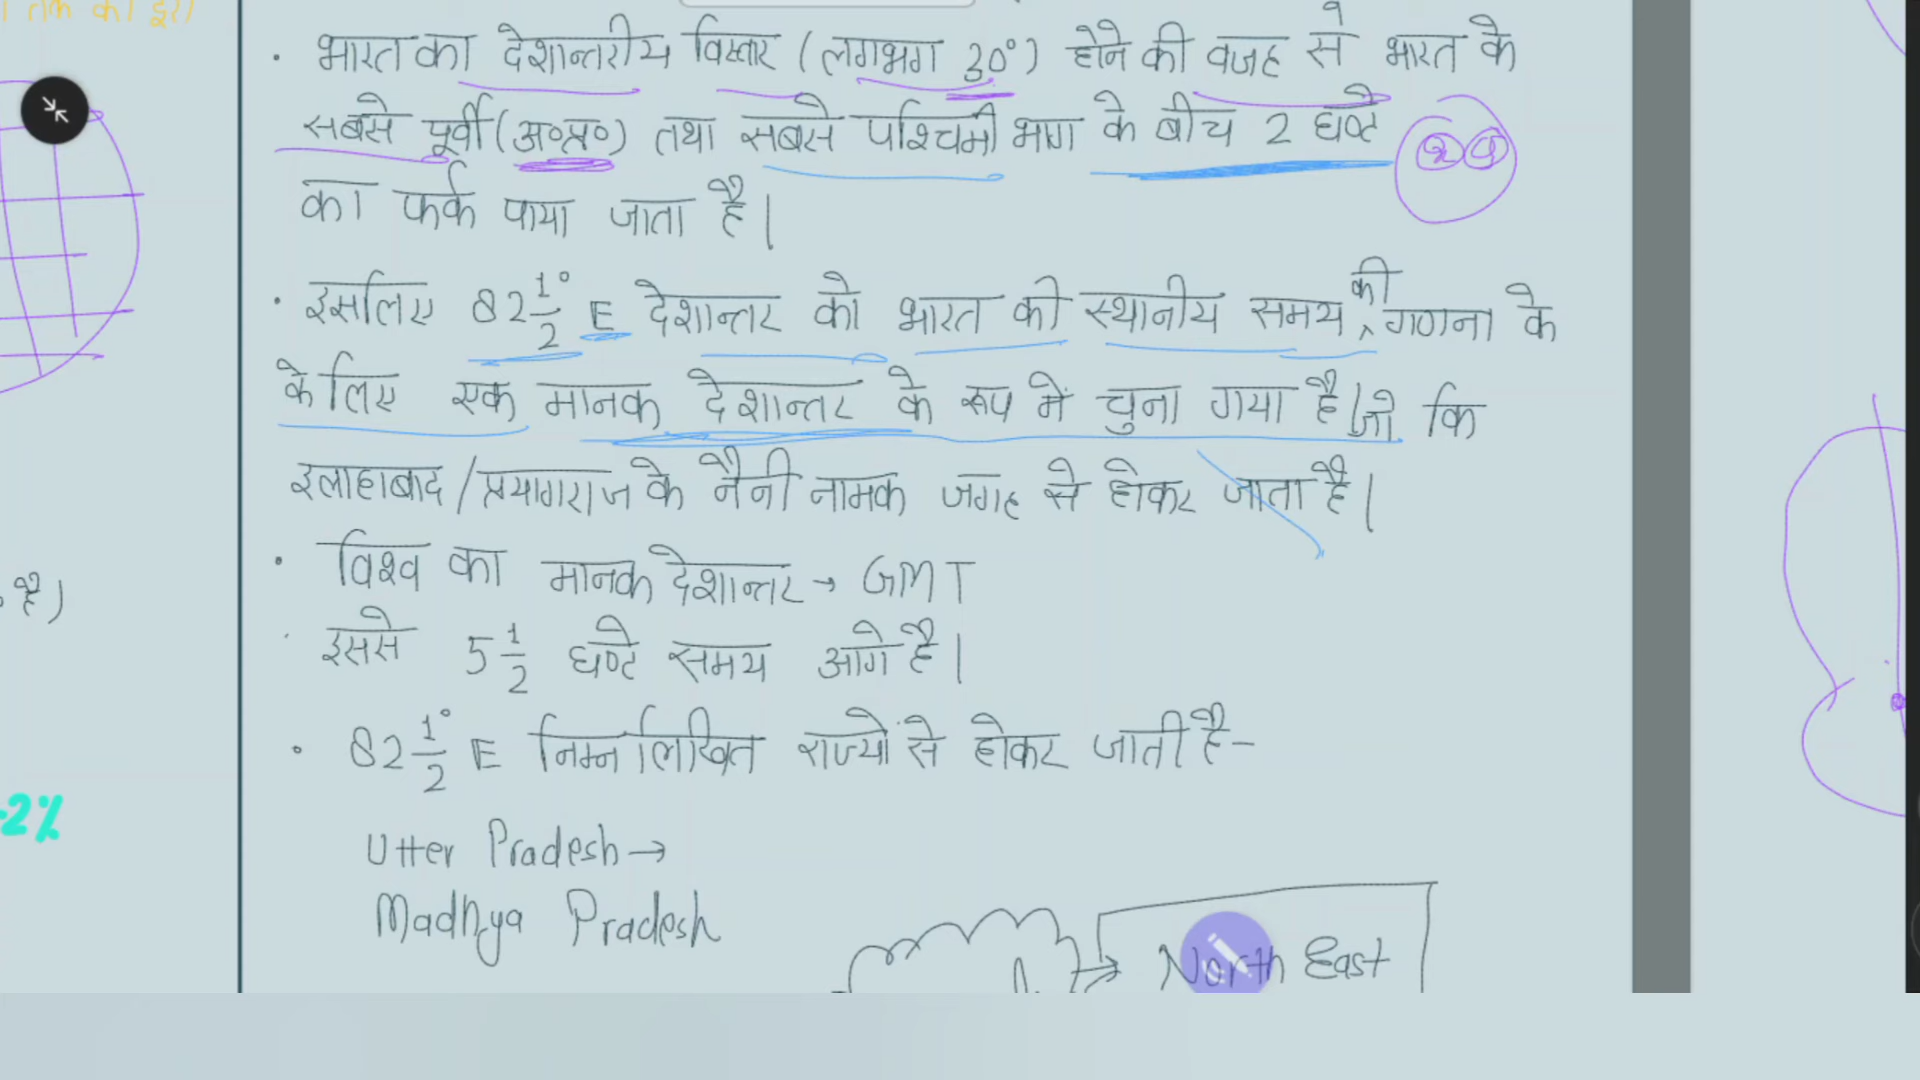 • भारत का देशान्तरीय विस्तार (लगभग 30°) होने की वजह से भारत के
सबसे पूर्वी (अ०प्र०) तथा सबसे पश्चिमी भाग के बीच 2 घण्टे
का फर्क पाया जाता है।
• इसलिए 82 1/2° E देशान्तर को भारत की स्थानीय समय की गणना के
के लिए एक मानक देशान्तर के रूप में चुना गया है। जो कि
इलाहाबाद / प्रयागराज के नैनी नामक जगह से होकर जाता है।
• विश्व का मानक देशान्तर → GMT
• इससे 5 1/2 घण्टे समय आगे है।
• 82 1/2° E निम्नलिखित राज्यों से होकर जाती है-
Utter Pradesh →
Madhya Pradesh
North East
है)
-2%